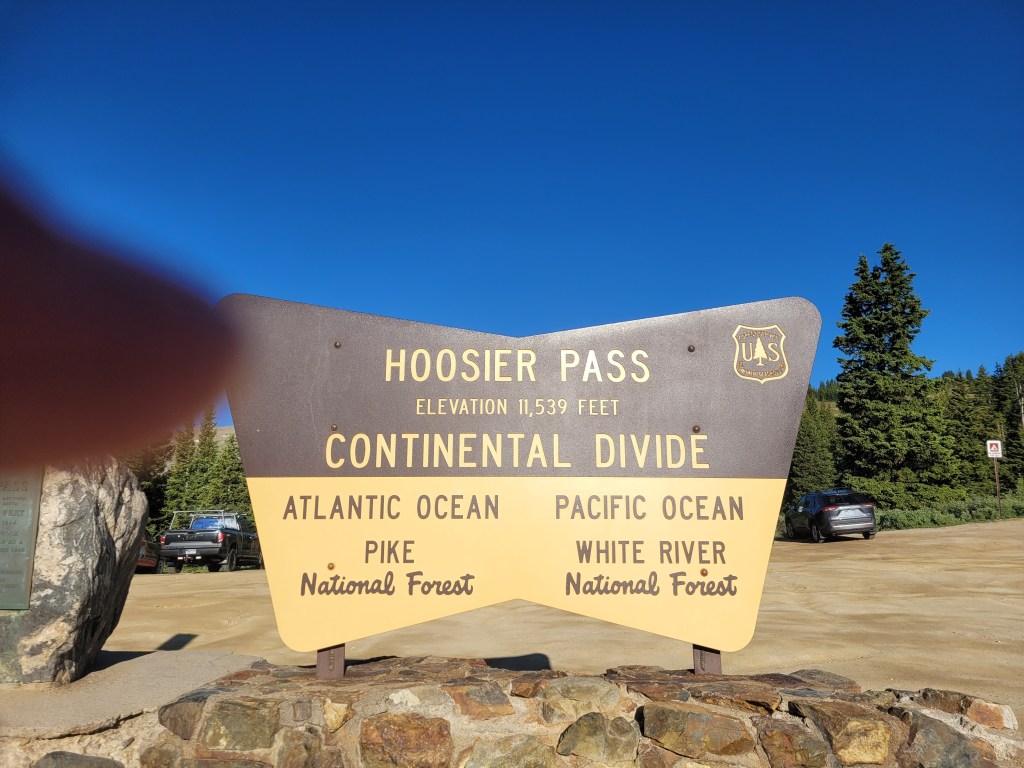 HOOSIER PASS
ELEVATION 11,539 FEET
CONTINENTAL DIVIDE
ATLANTIC OCEAN
PIKE
National Forest
PACIFIC OCEAN
WHITE RIVER
National Forest
US